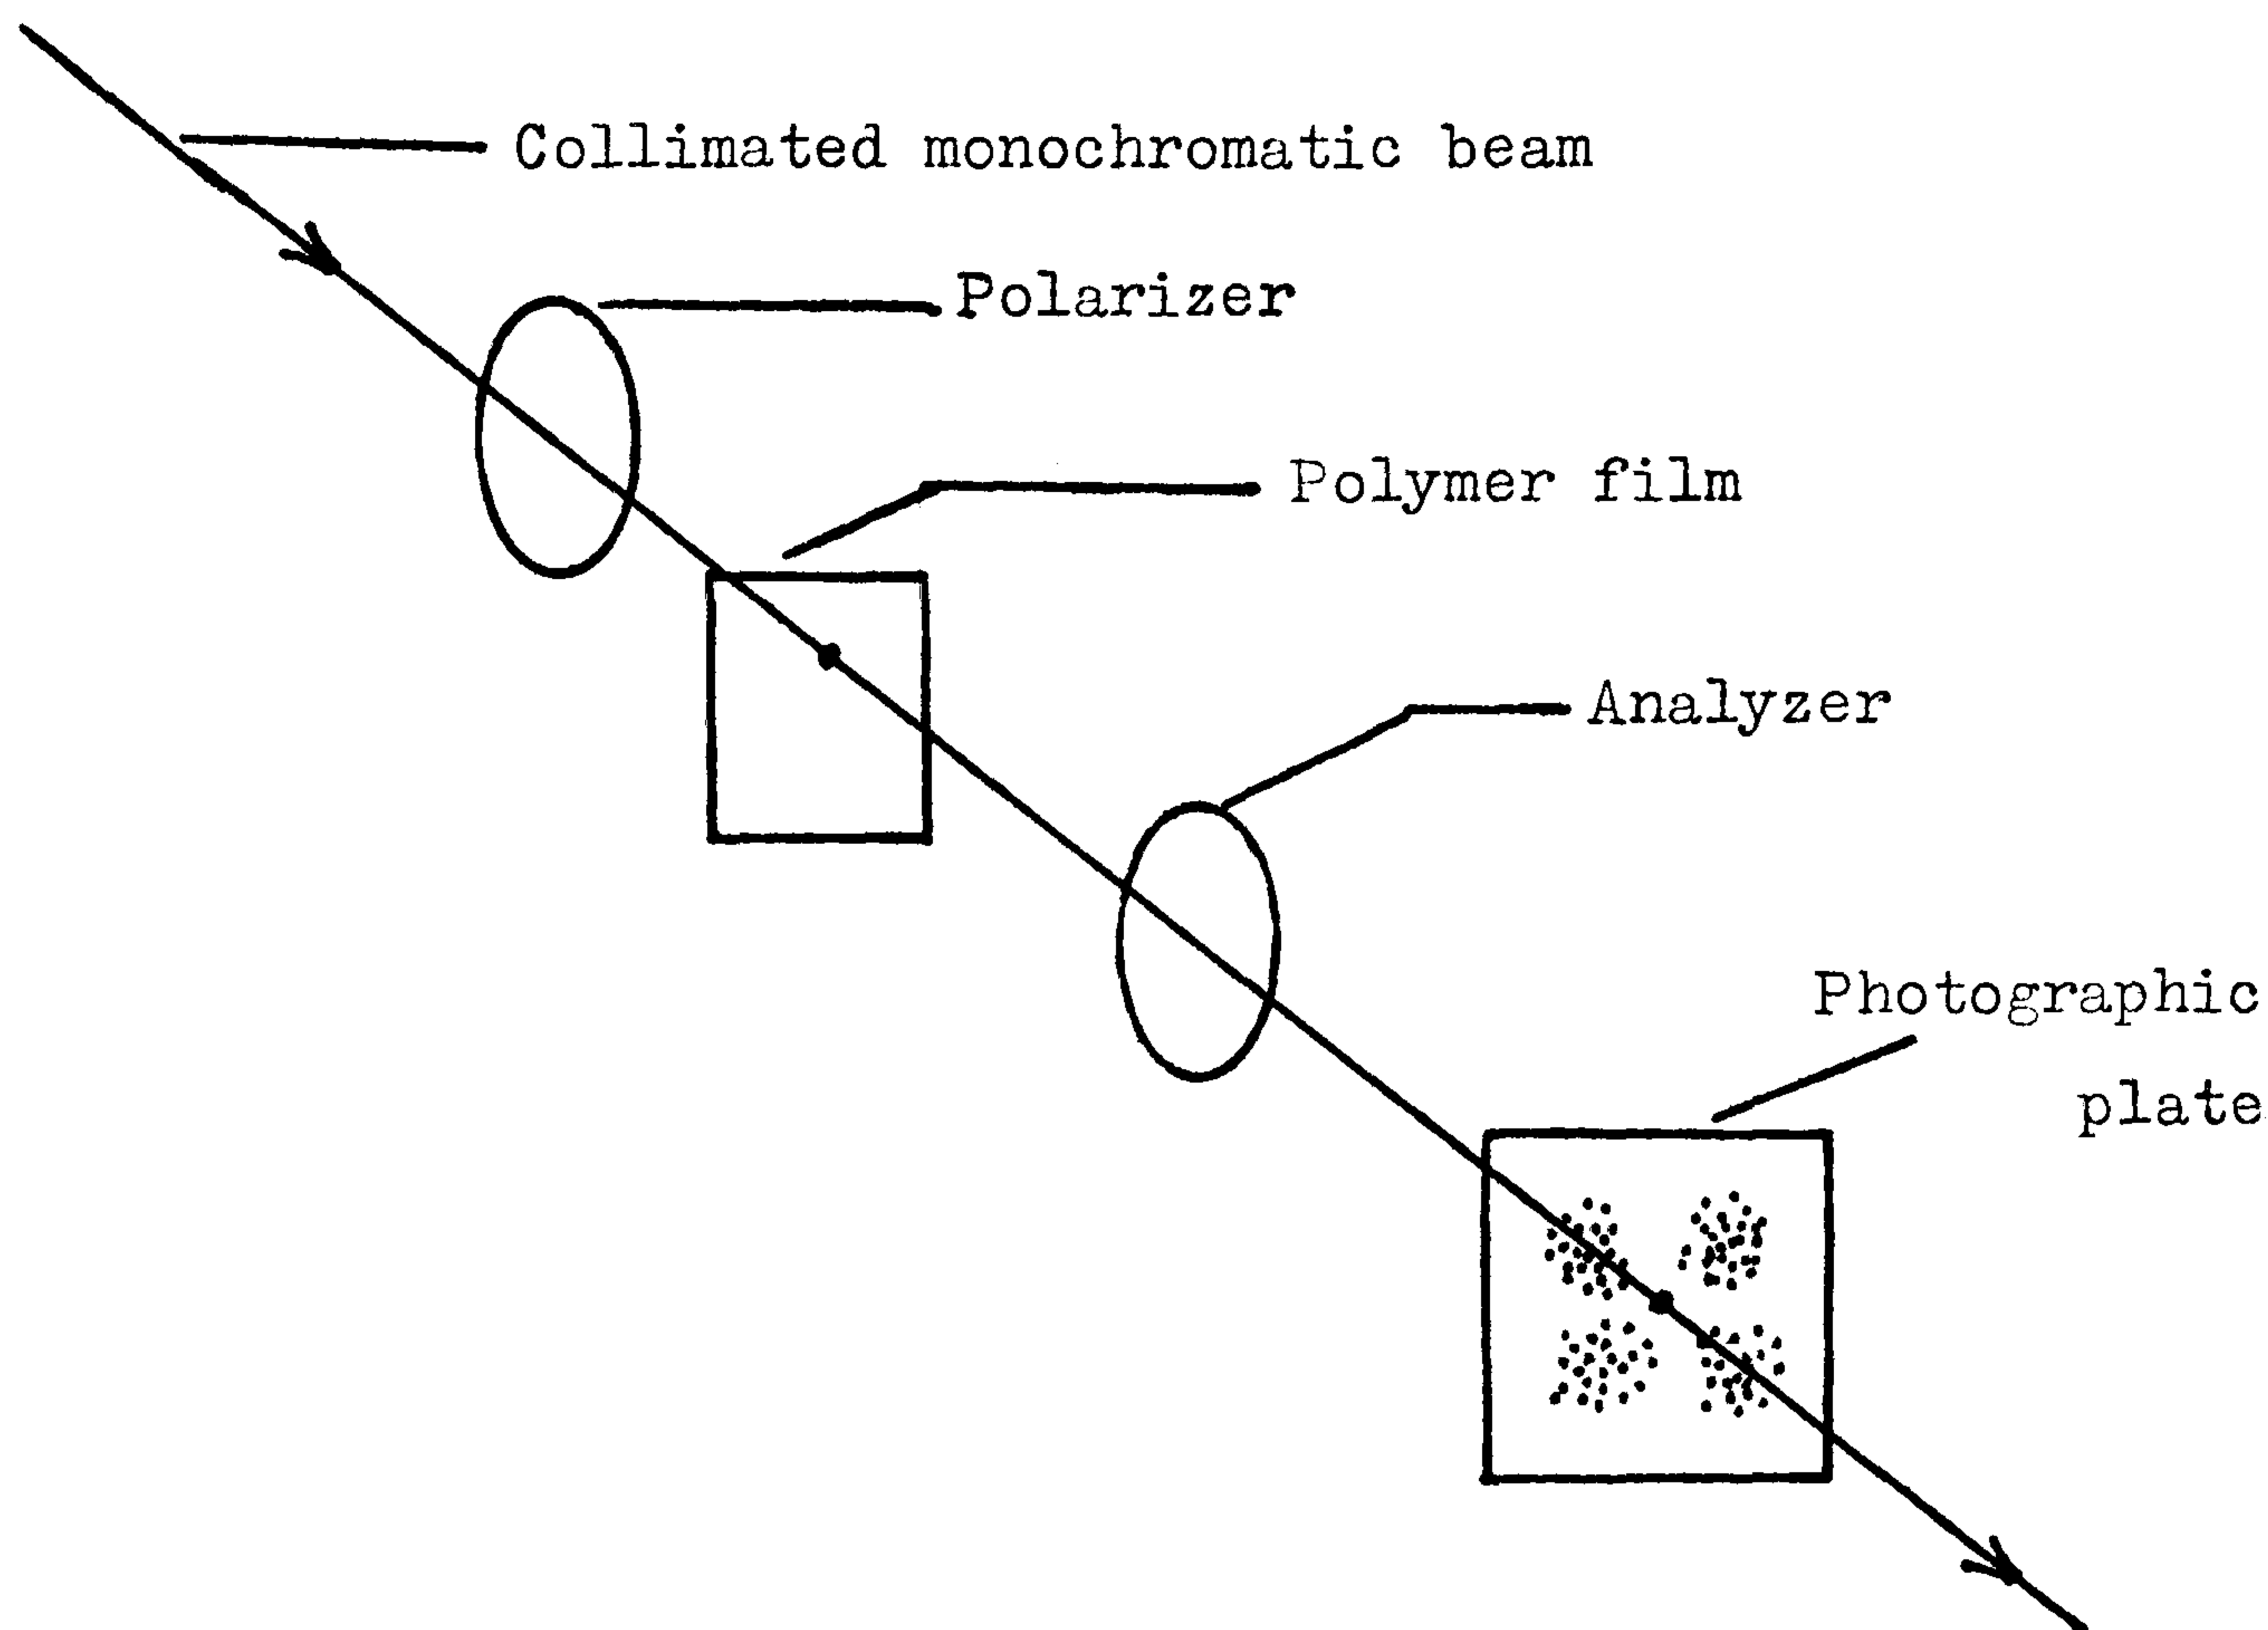 Collimated monochromatic beam
Polarizer
Polymer film
Analyzer
Photographic
plate